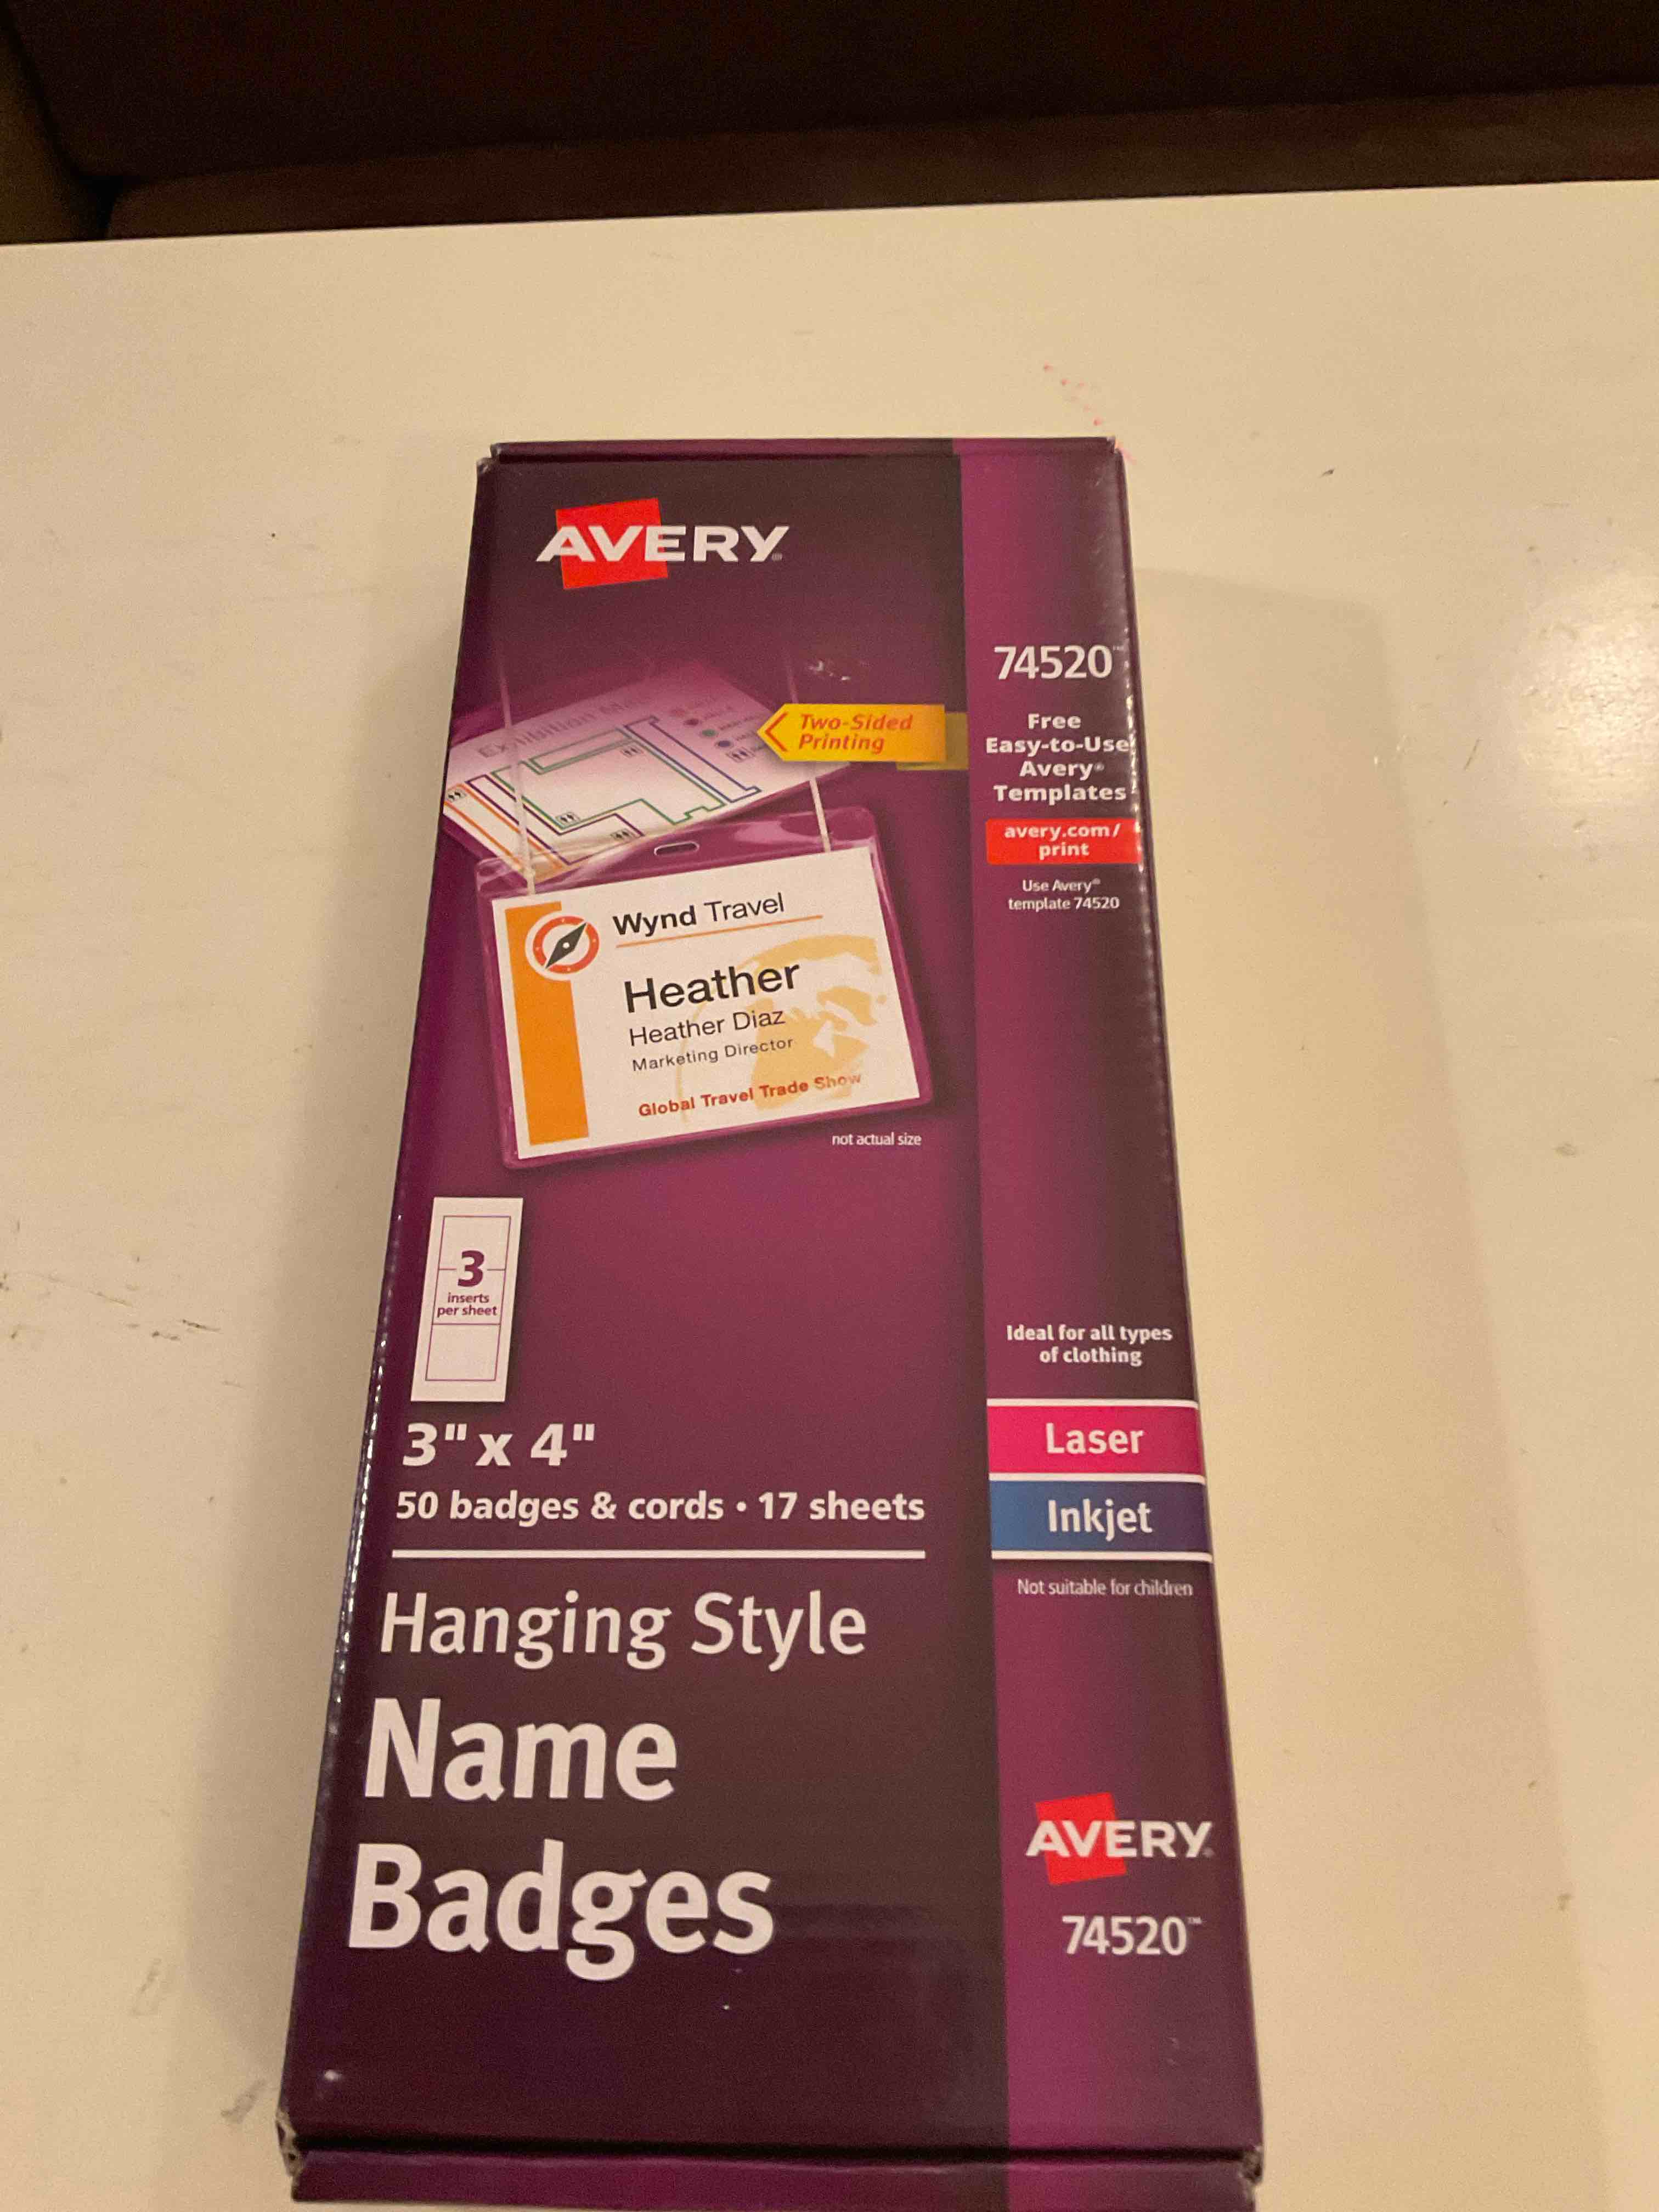 AVERY
Exhibition
Two-Sided
Printing
Wynd Travel
Heather
Heather Diaz
Marketing Director
Global Travel Trade Show
not actual size
3
inserts
per sheet
3" x 4"
50 badges & cords • 17 sheets
Hanging Style
Name
Badges
74520™
Free
Easy-to-Use
Avery®
Templates
avery.com/
print
Use Avery®
template 74520
Ideal for all types
of clothing
Laser
Inkjet
Not suitable for children
AVERY
74520™